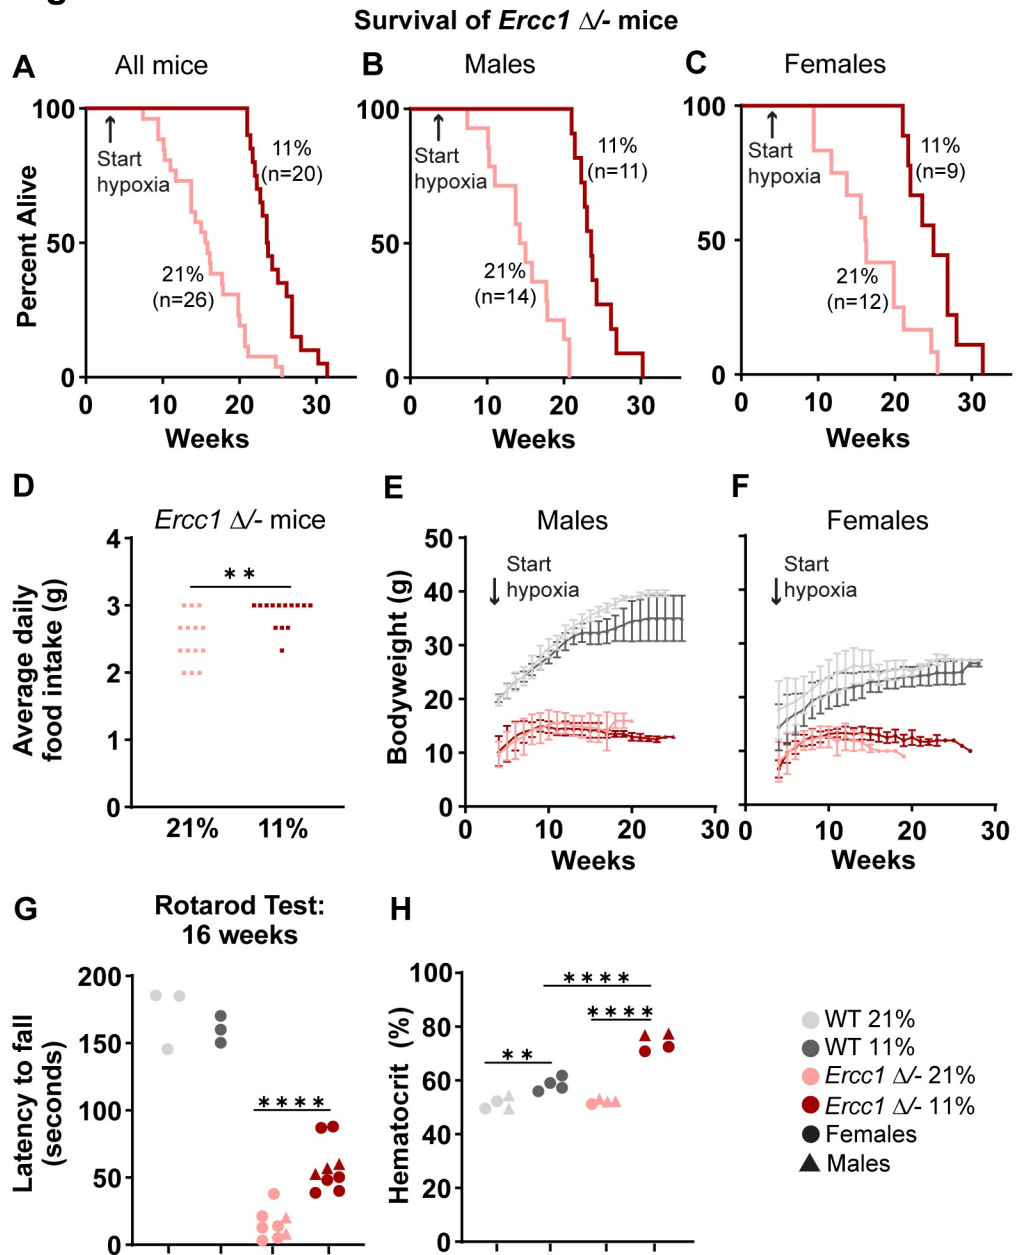 Survival of Ercc1 Δ/- mice
A
All mice
100
50
0
Percent Alive
↑
Start
hypoxia
11%
(n=20)
21%
(n=26)
0 10 20 30
Weeks
B
Males
100
50
0
↑
Start
hypoxia
11%
(n=11)
21%
(n=14)
0 10 20 30
Weeks
C
Females
100
50
0
↑
Start
hypoxia
11%
(n=9)
21%
(n=12)
0 10 20 30
Weeks
D
Ercc1 Δ/- mice
4
3
2
1
0
Average daily
food intake (g)
**
21% 11%
E
Males
50
40
30
20
10
0
Bodyweight (g)
↓
Start
hypoxia
0 10 20 30
Weeks
F
Females
↓
Start
hypoxia
0 10 20 30
Weeks
G
Rotarod Test:
16 weeks
200
150
100
50
0
Latency to fall
(seconds)
****
H
100
80
60
40
20
0
Hematocrit (%)
****
****
**
WT 21%
WT 11%
Ercc1 Δ/- 21%
Ercc1 Δ/- 11%
Females
Males